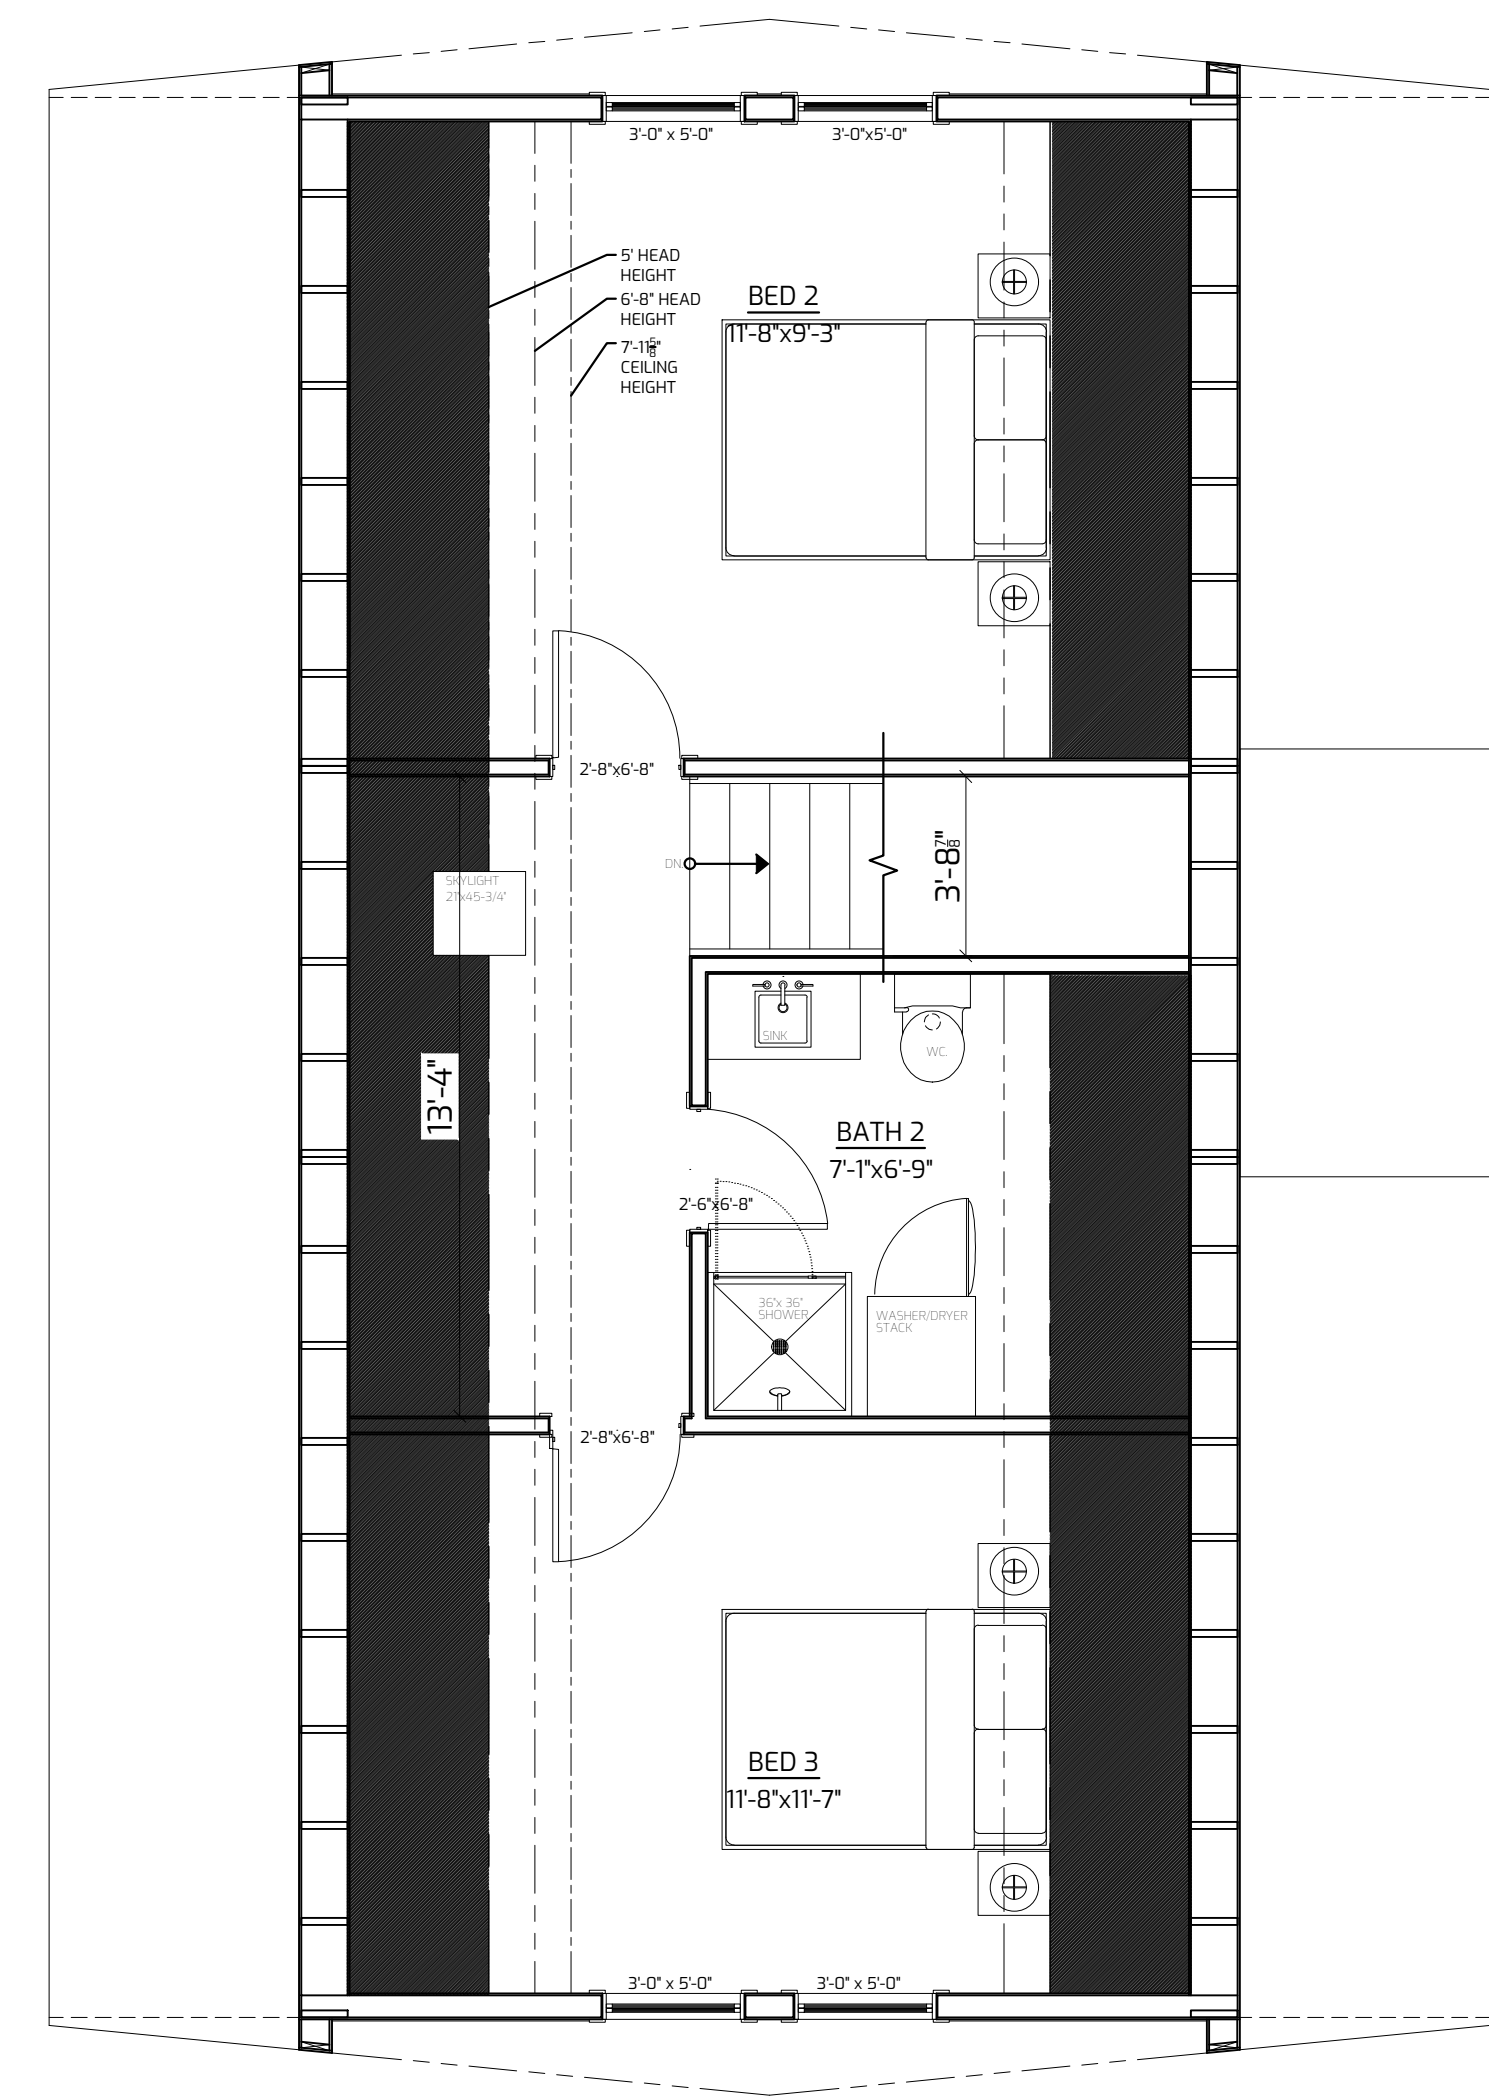 3'-0" x 5'-0"
3'-0"x5'-0"
5' HEAD
HEIGHT
6'-8" HEAD
HEIGHT
7'-11⅝"
CEILING
HEIGHT
BED 2
11'-8"x9'-3"
2'-8"x6'-8"
DN.
3'-8⅞"
SKYLIGHT
21"x45-3/4"
13'-4"
SINK
WC.
BATH 2
7'-1"x6'-9"
2'-6"x6'-8"
36"x 36"
SHOWER
WASHER/DRYER
STACK
2'-8"x6'-8"
BED 3
11'-8"x11'-7"
3'-0" x 5'-0"
3'-0" x 5'-0"